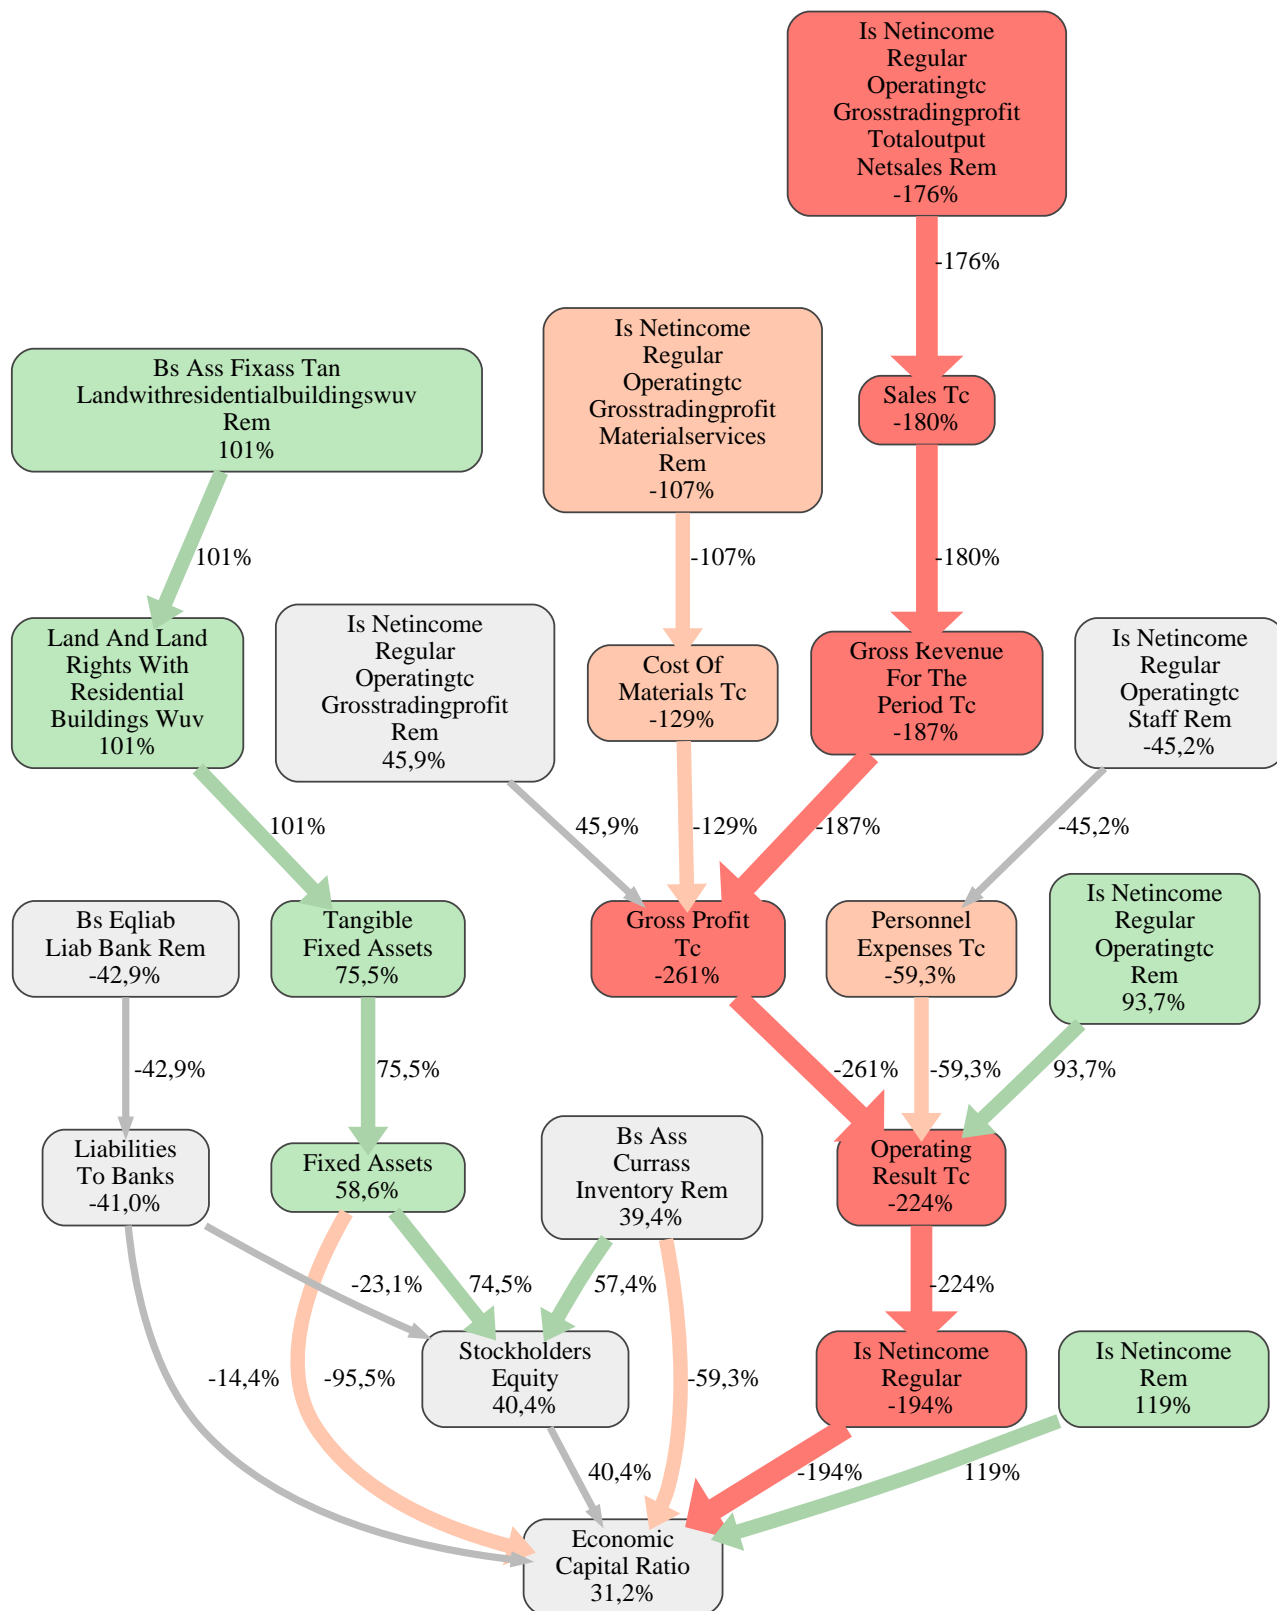 Is Netincome
Regular
Operatingtc
Grosstradingprofit
Totaloutput
Netsales Rem
-176%
-176%
Bs Ass Fixass Tan
Landwithresidentialbuildingswuv
Rem
101%
Is Netincome
Regular
Operatingtc
Grosstradingprofit
Materialservices
Rem
-107%
Sales Tc
-180%
101%
-107%
-180%
Land And Land
Rights With
Residential
Buildings Wuv
101%
Is Netincome
Regular
Operatingtc
Grosstradingprofit
Rem
45,9%
Cost Of
Materials Tc
-129%
Gross Revenue
For The
Period Tc
-187%
Is Netincome
Regular
Operatingtc
Staff Rem
-45,2%
101%
45,9%
-129%
-187%
-45,2%
Bs Eqliab
Liab Bank Rem
-42,9%
Tangible
Fixed Assets
75,5%
Gross Profit
Tc
-261%
Personnel
Expenses Tc
-59,3%
Is Netincome
Regular
Operatingtc
Rem
93,7%
-42,9%
75,5%
-261%
-59,3%
93,7%
Liabilities
To Banks
-41,0%
Fixed Assets
58,6%
Bs Ass
Currass
Inventory Rem
39,4%
Operating
Result Tc
-224%
-23,1%
74,5%
57,4%
-224%
-14,4%
-95,5%
Stockholders
Equity
40,4%
-59,3%
Is Netincome
Regular
-194%
Is Netincome
Rem
119%
40,4%
-194%
119%
Economic
Capital Ratio
31,2%